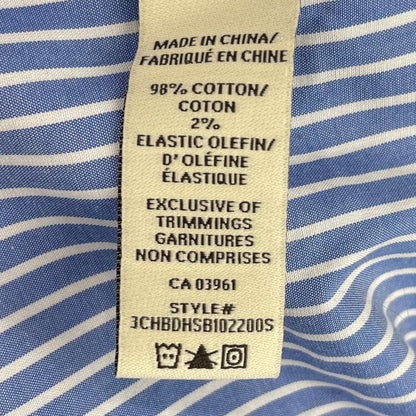 MADE IN CHINA/
FABRIQUÉ EN CHINE
98% COTTON/
COTON
2%
ELASTIC OLEFIN/
D'OLÉFINE
ÉLASTIQUE
EXCLUSIVE OF
TRIMMINGS
GARNITURES
NON COMPRISES
CA 03961
STYLE#
3CHBDHSB102200S